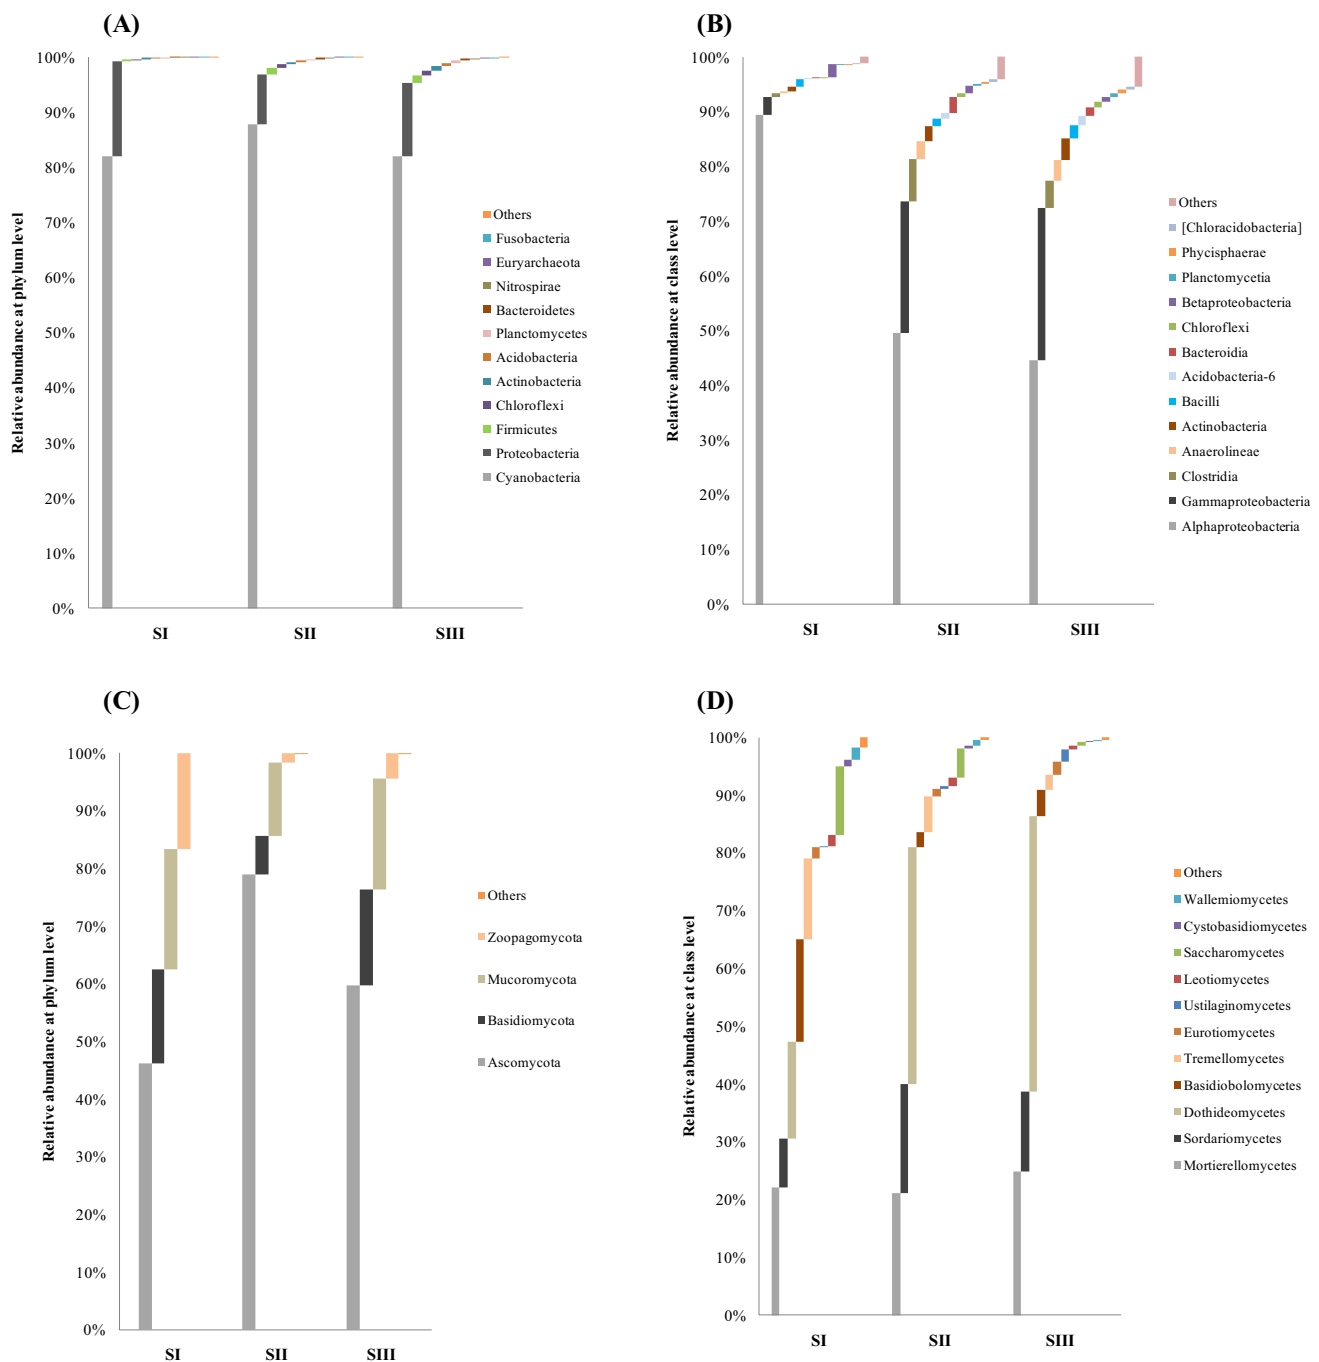 (A)
Relative abundance at phylum level
100%
90%
80%
70%
60%
50%
40%
30%
20%
10%
0%
SI
SII
SIII
Others
Fusobacteria
Euryarchaeota
Nitrospirae
Bacteroidetes
Planctomycetes
Acidobacteria
Actinobacteria
Chloroflexi
Firmicutes
Proteobacteria
Cyanobacteria
(B)
Relative abundance at class level
100%
90%
80%
70%
60%
50%
40%
30%
20%
10%
0%
SI
SII
SIII
Others
[Chloracidobacteria]
Phycisphaerae
Planctomycetia
Betaproteobacteria
Chloroflexi
Bacteroidia
Acidobacteria-6
Bacilli
Actinobacteria
Anaerolineae
Clostridia
Gammaproteobacteria
Alphaproteobacteria
(C)
Relative abundance at phylum level
100%
90%
80%
70%
60%
50%
40%
30%
20%
10%
0%
SI
SII
SIII
Others
Zoopagomycota
Mucoromycota
Basidiomycota
Ascomycota
(D)
Relative abundance at class level
100%
90%
80%
70%
60%
50%
40%
30%
20%
10%
0%
SI
SII
SIII
Others
Wallemiomycetes
Cystobasidiomycetes
Saccharomycetes
Leotiomycetes
Ustilaginomycetes
Eurotiomycetes
Tremellomycetes
Basidiobolomycetes
Dothideomycetes
Sordariomycetes
Mortierellomycetes